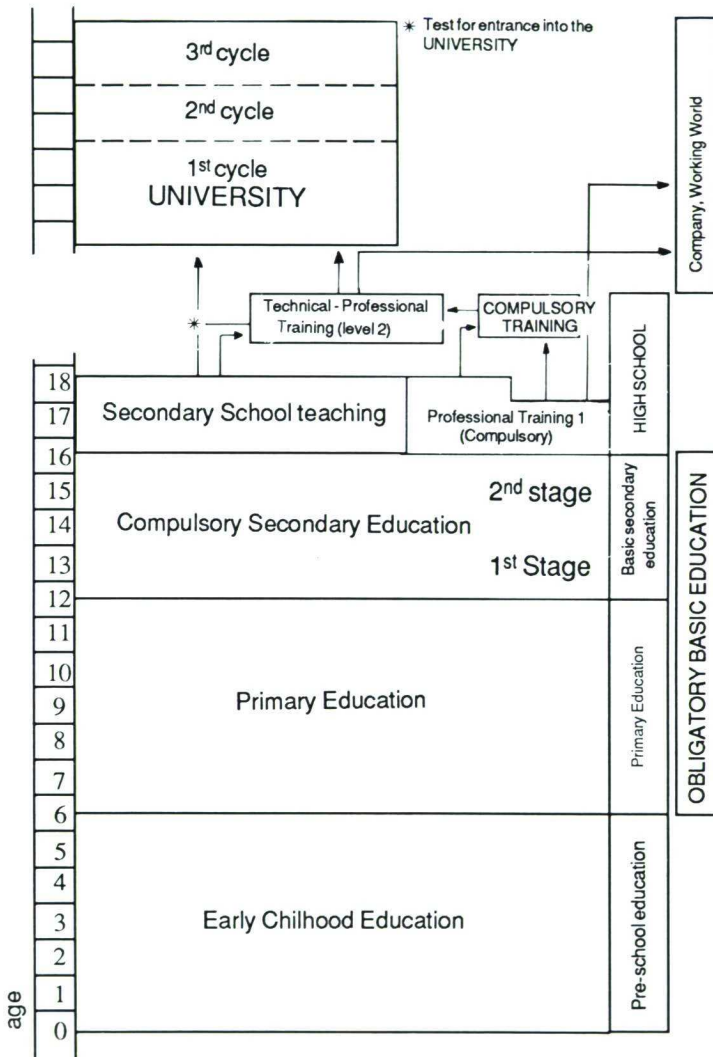 * Test for entrance into the
UNIVERSITY
3rd cycle
2nd cycle
1st cycle
UNIVERSITY
Company, Working World
Technical - Professional
Training (level 2)
COMPULSORY
TRAINING
HIGH SCHOOL
18
17
Secondary School teaching
Professional Training 1
(Compulsory)
16
15
14
13
12
2nd stage
Compulsory Secondary Education
1st Stage
Basic secondary
education
OBLIGATORY BASIC EDUCATION
11
10
9
8
7
6
Primary Education
Primary Education
5
4
3
2
1
0
Early Chilhood Education
Pre-school education
age